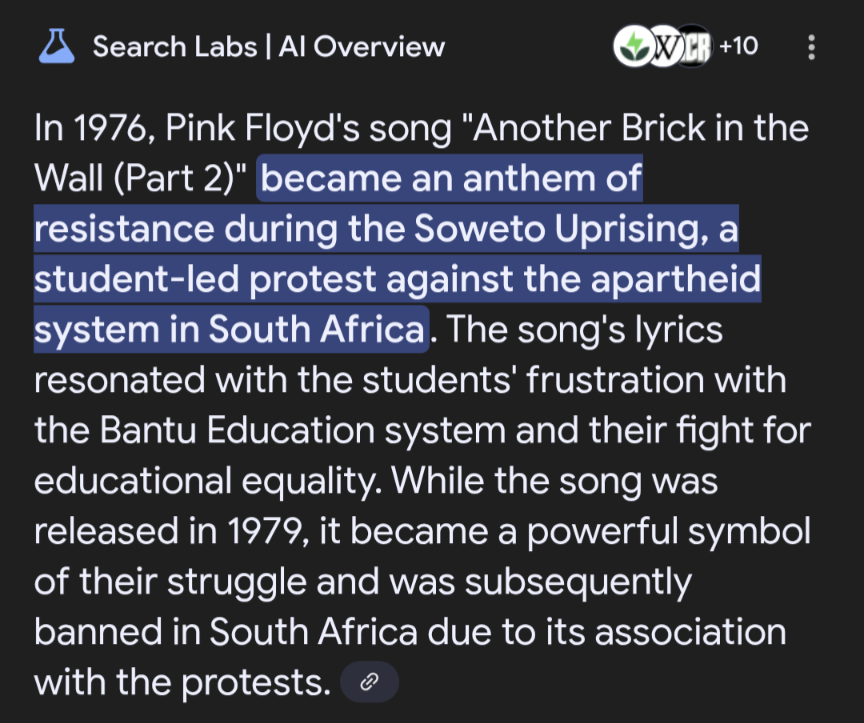 Search Labs | AI Overview
W CR +10
In 1976, Pink Floyd's song "Another Brick in the
Wall (Part 2)" became an anthem of
resistance during the Soweto Uprising, a
student-led protest against the apartheid
system in South Africa. The song's lyrics
resonated with the students' frustration with
the Bantu Education system and their fight for
educational equality. While the song was
released in 1979, it became a powerful symbol
of their struggle and was subsequently
banned in South Africa due to its association
with the protests.